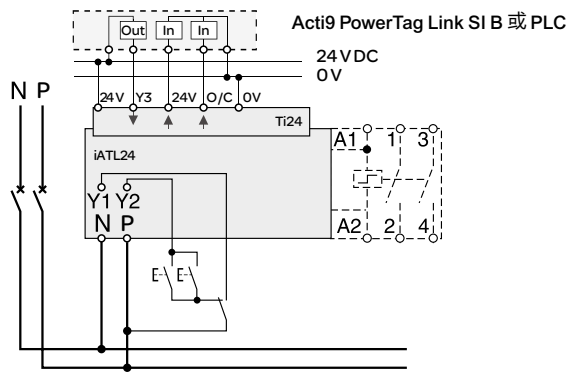 Out In In
Acti9 PowerTag Link SI B 或 PLC
24VDC
0V
N P
24V Y3 24V O/C 0V
Ti24
iATL24
A1 1 3
Y1 Y2
N P
A2 2 4